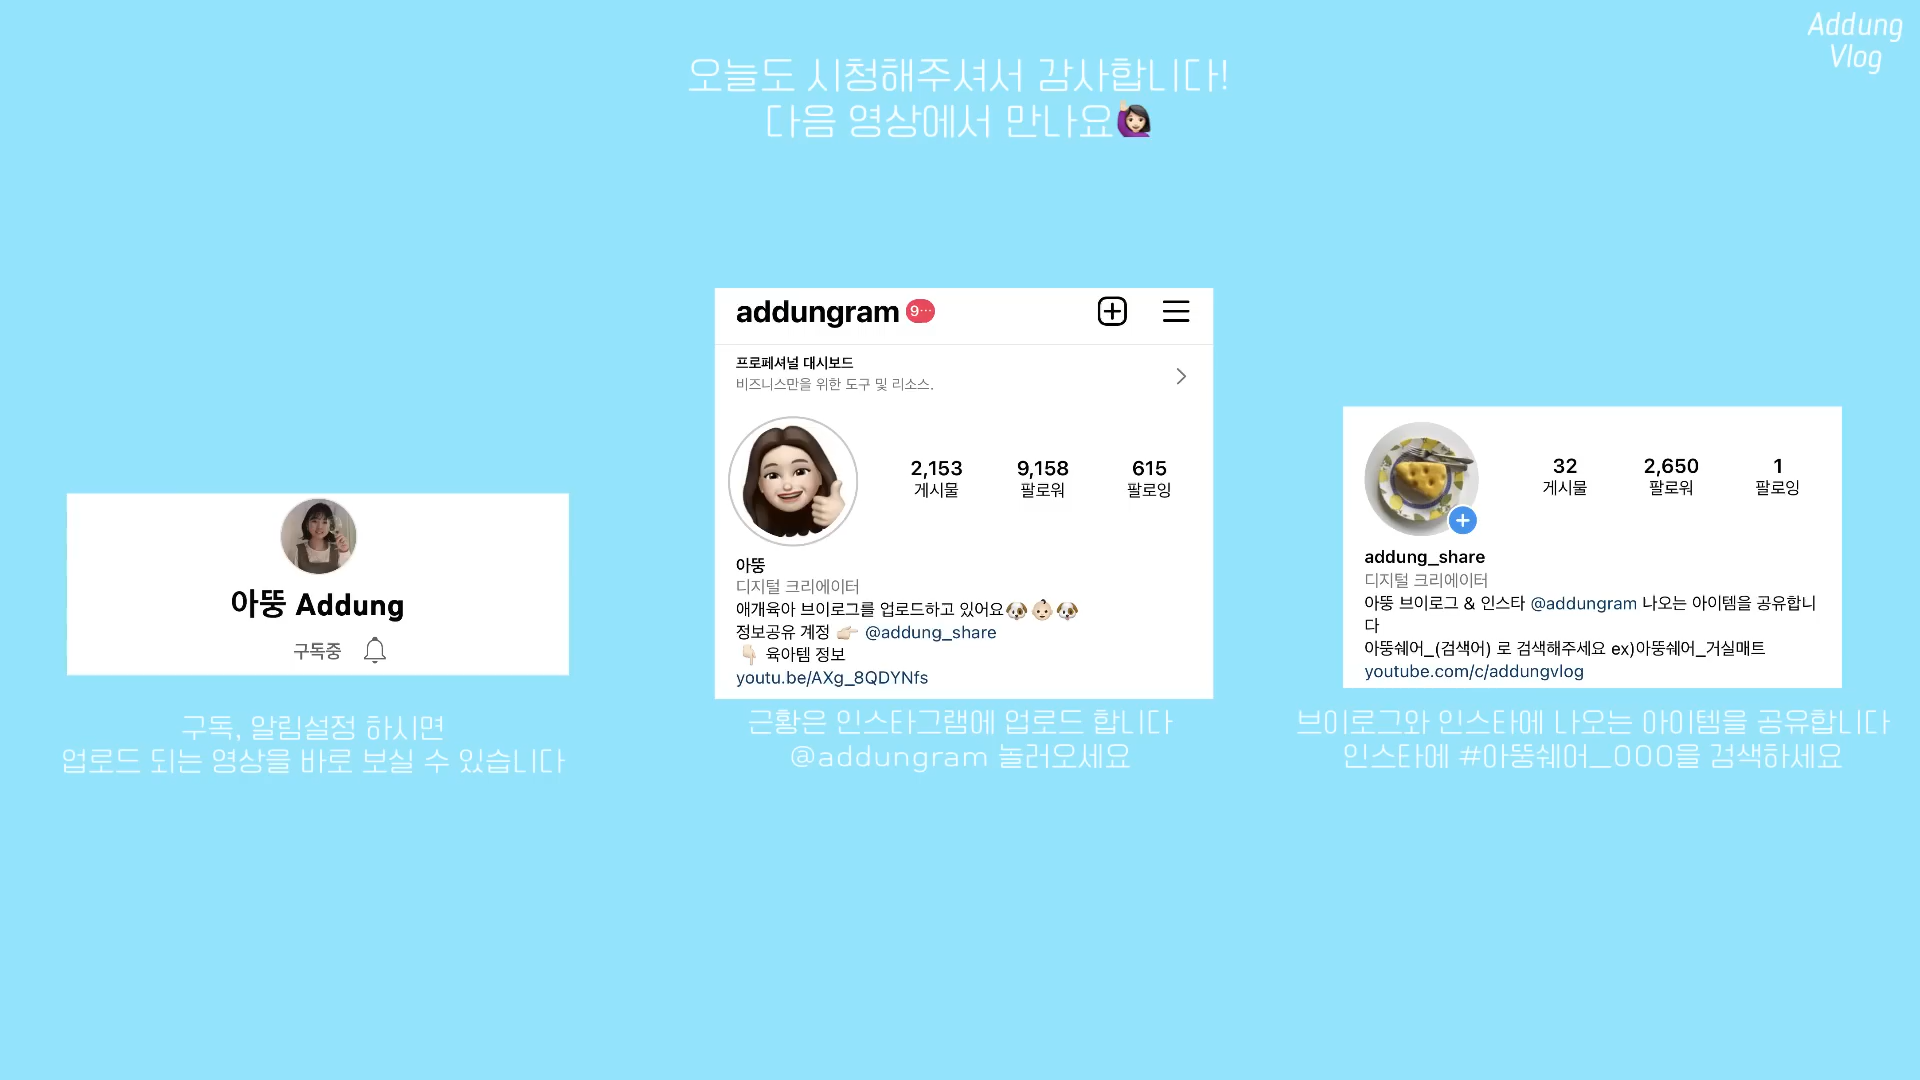 Addung
Vlog
오늘도 시청해주셔서 감사합니다!
다음 영상에서 만나요🙋🏻‍♀️
아뚱 Addung
구독중
구독, 알림설정 하시면
업로드 되는 영상을 바로 보실 수 있습니다
addungram 9…
프로페셔널 대시보드
비즈니스만을 위한 도구 및 리소스.
2,153 9,158 615
게시물 팔로워 팔로잉
아뚱
디지털 크리에이터
애개육아 브이로그를 업로드하고 있어요🐶👶🏻🐶
정보공유 계정 👉🏻 @addung_share
👇🏻 육아템 정보
youtu.be/AXg_8QDYNfs
근황은 인스타그램에 업로드 합니다
@addungram 놀러오세요
32 2,650 1
게시물 팔로워 팔로잉
addung_share
디지털 크리에이터
아뚱 브이로그 & 인스타 @addungram 나오는 아이템을 공유합니
다
아뚱쉐어_(검색어) 로 검색해주세요 ex)아뚱쉐어_거실매트
youtube.com/c/addungvlog
브이로그와 인스타에 나오는 아이템을 공유합니다
인스타에 #아뚱쉐어_OOO을 검색하세요